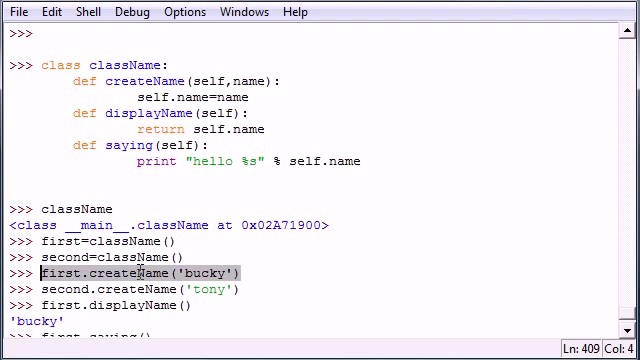 File Edit Shell Debug Options Windows Help
>>>
>>> class className:
def createName(self,name):
self.name=name
def displayName(self):
return self.name
def saying(self):
print "hello %s" % self.name
>>> className
<class __main__.className at 0x02A71900>
>>> first=className()
>>> second=className()
>>> first.createName('bucky')
>>> second.createName('tony')
>>> first.displayName()
'bucky'
>>> first.saying()
Ln: 409 Col: 4